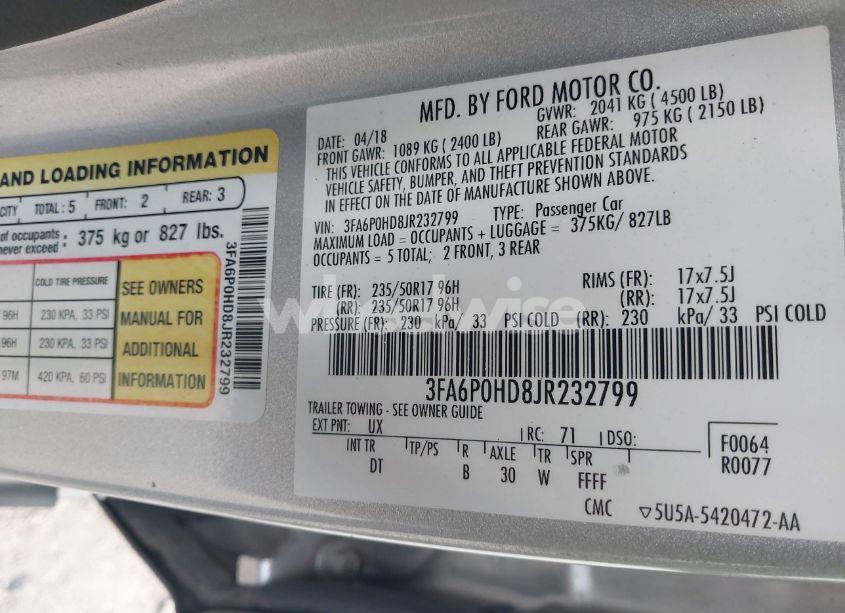 AND LOADING INFORMATION
CITY TOTAL: 5 FRONT: 2 REAR: 3
of occupants
never exceed : 375 kg or 827 lbs.
COLD TIRE PRESSURE
96H 230 KPA, 33 PSI
96H 230 KPA, 33 PSI
97M 420 KPA, 60 PSI
SEE OWNERS
MANUAL FOR
ADDITIONAL
INFORMATION
3FA6P0HD8JR232799
MFD. BY FORD MOTOR CO.
DATE: 04/18 GVWR: 2041 KG ( 4500 LB)
FRONT GAWR: 1089 KG ( 2400 LB) REAR GAWR: 975 KG ( 2150 LB)
THIS VEHICLE CONFORMS TO ALL APPLICABLE FEDERAL MOTOR
VEHICLE SAFETY, BUMPER, AND THEFT PREVENTION STANDARDS
IN EFFECT ON THE DATE OF MANUFACTURE SHOWN ABOVE.
VIN: 3FA6P0HD8JR232799 TYPE: Passenger Car
MAXIMUM LOAD = OCCUPANTS + LUGGAGE = 375KG/ 827LB
OCCUPANTS = 5 TOTAL; 2 FRONT, 3 REAR
TIRE (FR): 235/50R17 96H RIMS (FR): 17x7.5J
(RR): 235/50R17 96H (RR): 17x7.5J
PRESSURE (FR): 230 kPa/ 33 PSI COLD (RR): 230 kPa/ 33 PSI COLD
3FA6P0HD8JR232799
TRAILER TOWING - SEE OWNER GUIDE
EXT PNT: UX RC: 71 DSO:
INT TR TP/PS R AXLE TR SPR
DT B 30 W FFFF
F0064
R0077
CMC ▽5U5A-5420472-AA